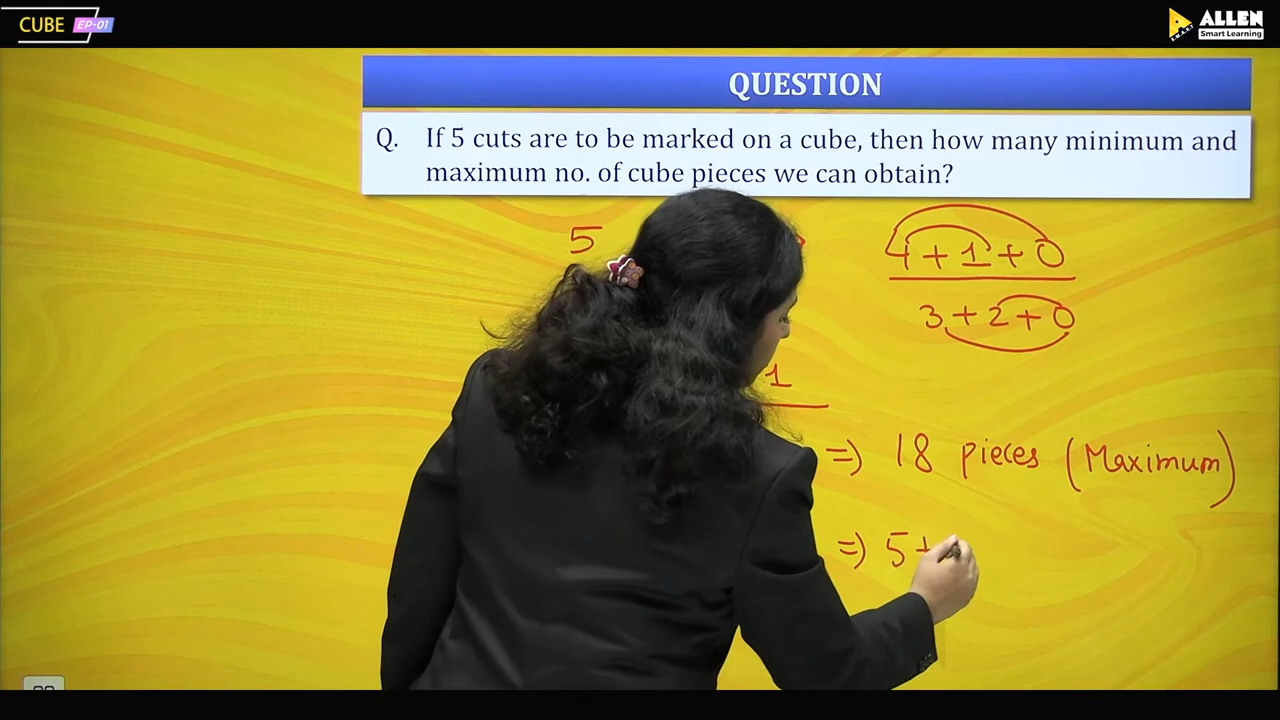 CUBE EP-01
ALLEN
Smart Learning
QUESTION
Q. If 5 cuts are to be marked on a cube, then how many minimum and
maximum no. of cube pieces we can obtain?
5
4+1+0
3+2+0
1
=) 18 pieces (Maximum)
=) 5+